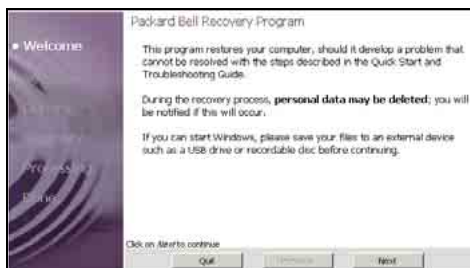 Packard Bell Recovery Program
• Welcome
This program restores your computer, should it develop a problem that
cannot be resolved with the steps described in the Quick Start and
Troubleshooting Guide.
During the recovery process, personal data may be deleted; you will
be notified if this will occur.
If you can start Windows, please save your files to an external device
such as a USB drive or recordable disc before continuing.
Processing
Done
Click on Next to continue
Quit
Next